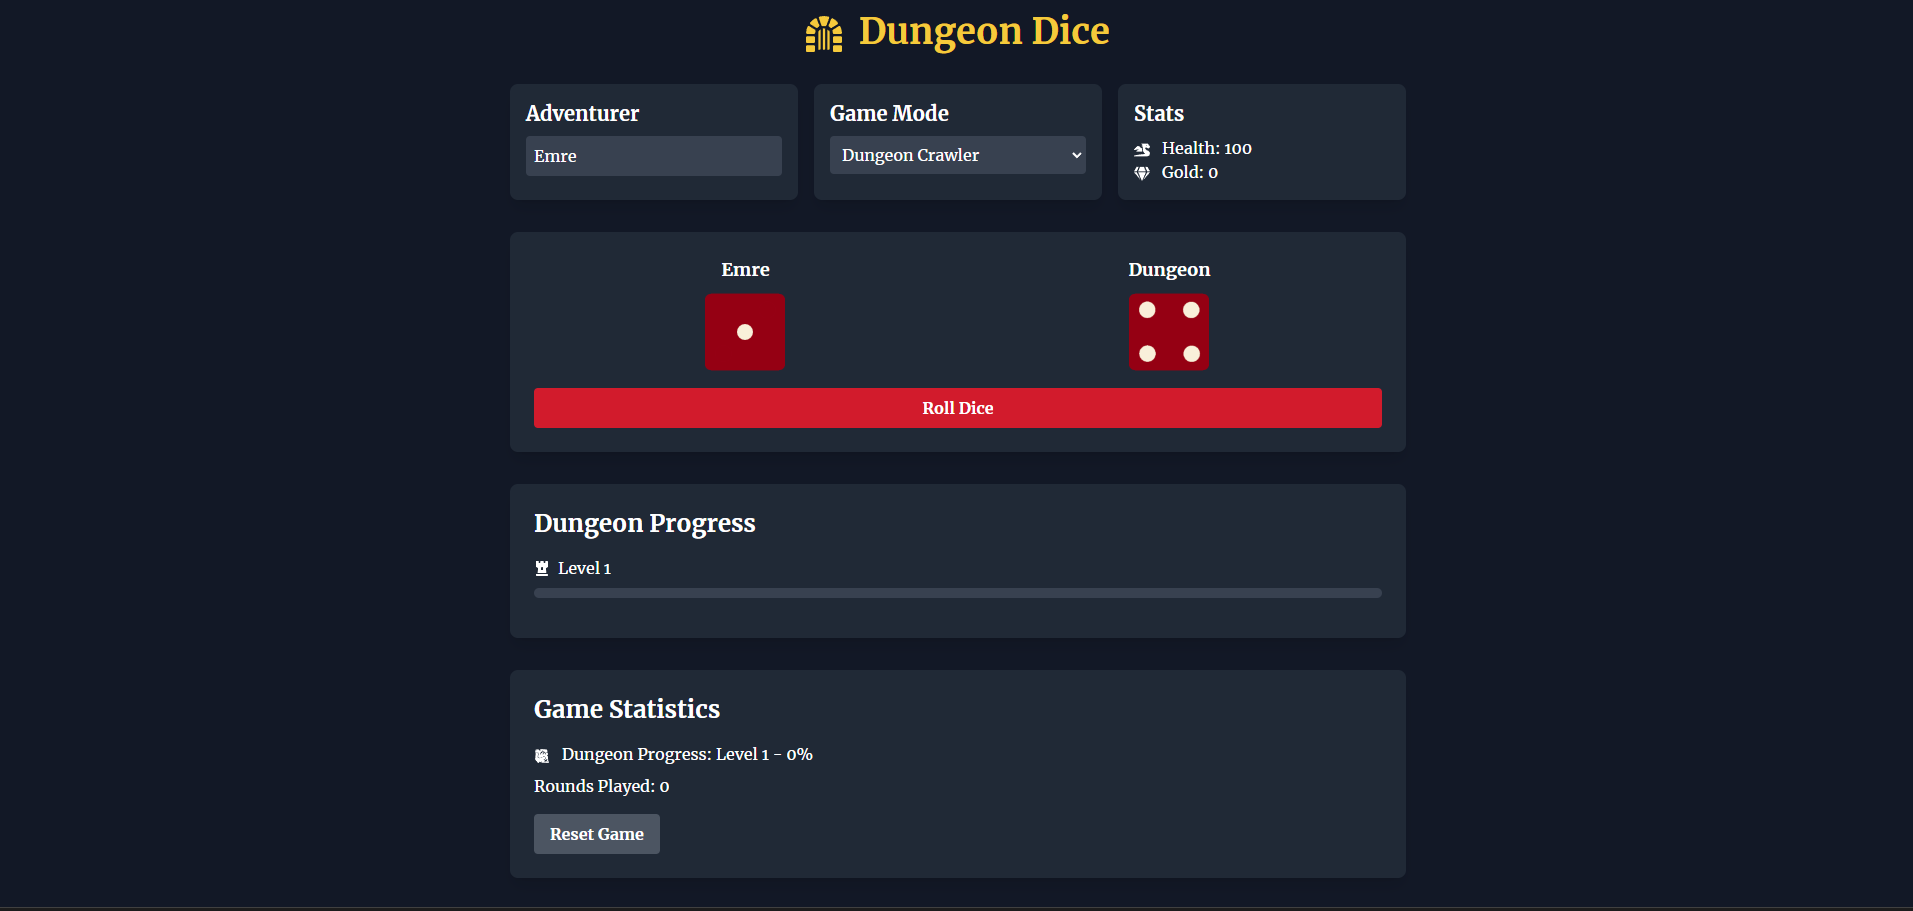 Dungeon Dice
Adventurer
Emre
Game Mode
Dungeon Crawler
Stats
Health: 100
Gold: 0
Emre
Dungeon
Roll Dice
Dungeon Progress
Level 1
Game Statistics
Dungeon Progress: Level 1 - 0%
Rounds Played: 0
Reset Game